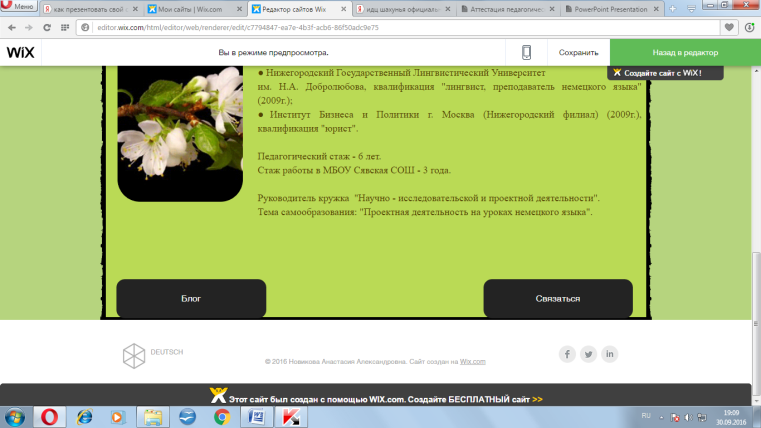 Меню
как презентовать свой
Мои сайты | Wix.com
Редактор сайтов Wix
идц шахунья официаль
Аттестация педагогичес
PowerPoint Presentation
editor.wix.com/html/editor/web/renderer/edit/c7794847-ea7e-4b3f-acb6-86f50adc9e75
WiX
Вы в режиме предпросмотра.
Сохранить
Назад в редактор
Создайте сайт с WiX!
● Нижегородский Государственный Лингвистический Университет
им. Н.А. Добролюбова, квалификация "лингвист, преподаватель немецкого языка"
(2009г.);
● Институт Бизнеса и Политики г. Москва (Нижегородский филиал) (2009г.),
квалификация "юрист".
Педагогический стаж - 6 лет.
Стаж работы в МБОУ Сявская СОШ - 3 года.
Руководитель кружка "Научно - исследовательской и проектной деятельности".
Тема самообразования: "Проектная деятельность на уроках немецкого языка".
Блог
Связаться
DEUTSCH
© 2016 Новикова Анастасия Александровна. Сайт создан на Wix.com
Этот сайт был создан с помощью WIX.com. Создайте БЕСПЛАТНЫЙ сайт >>
RU
19:09
30.09.2016